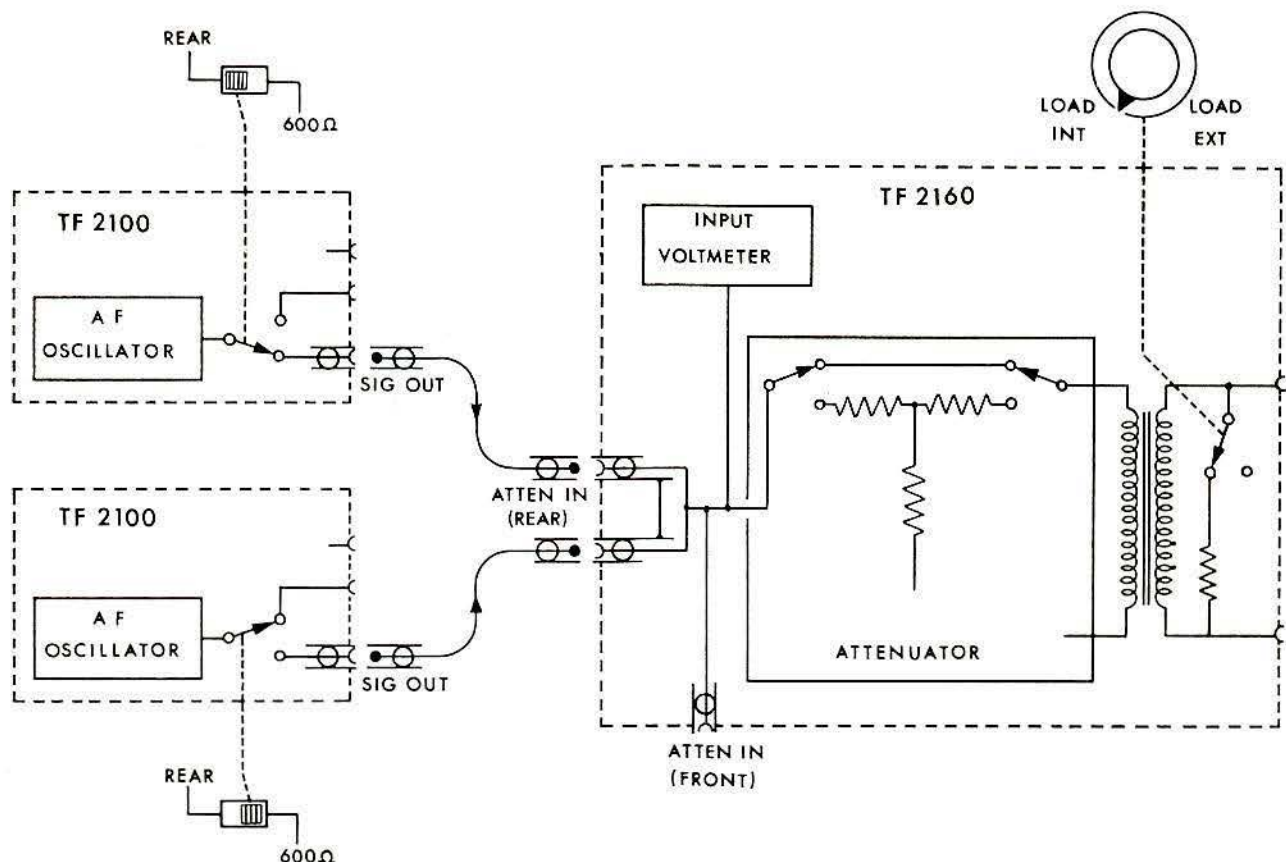 REAR
600Ω
LOAD
INT
LOAD
EXT
TF 2100
A F
OSCILLATOR
SIG OUT
TF 2160
INPUT
VOLTMETER
ATTEN IN
(REAR)
TF 2100
A F
OSCILLATOR
SIG OUT
ATTENUATOR
ATTEN IN
(FRONT)
REAR
600Ω